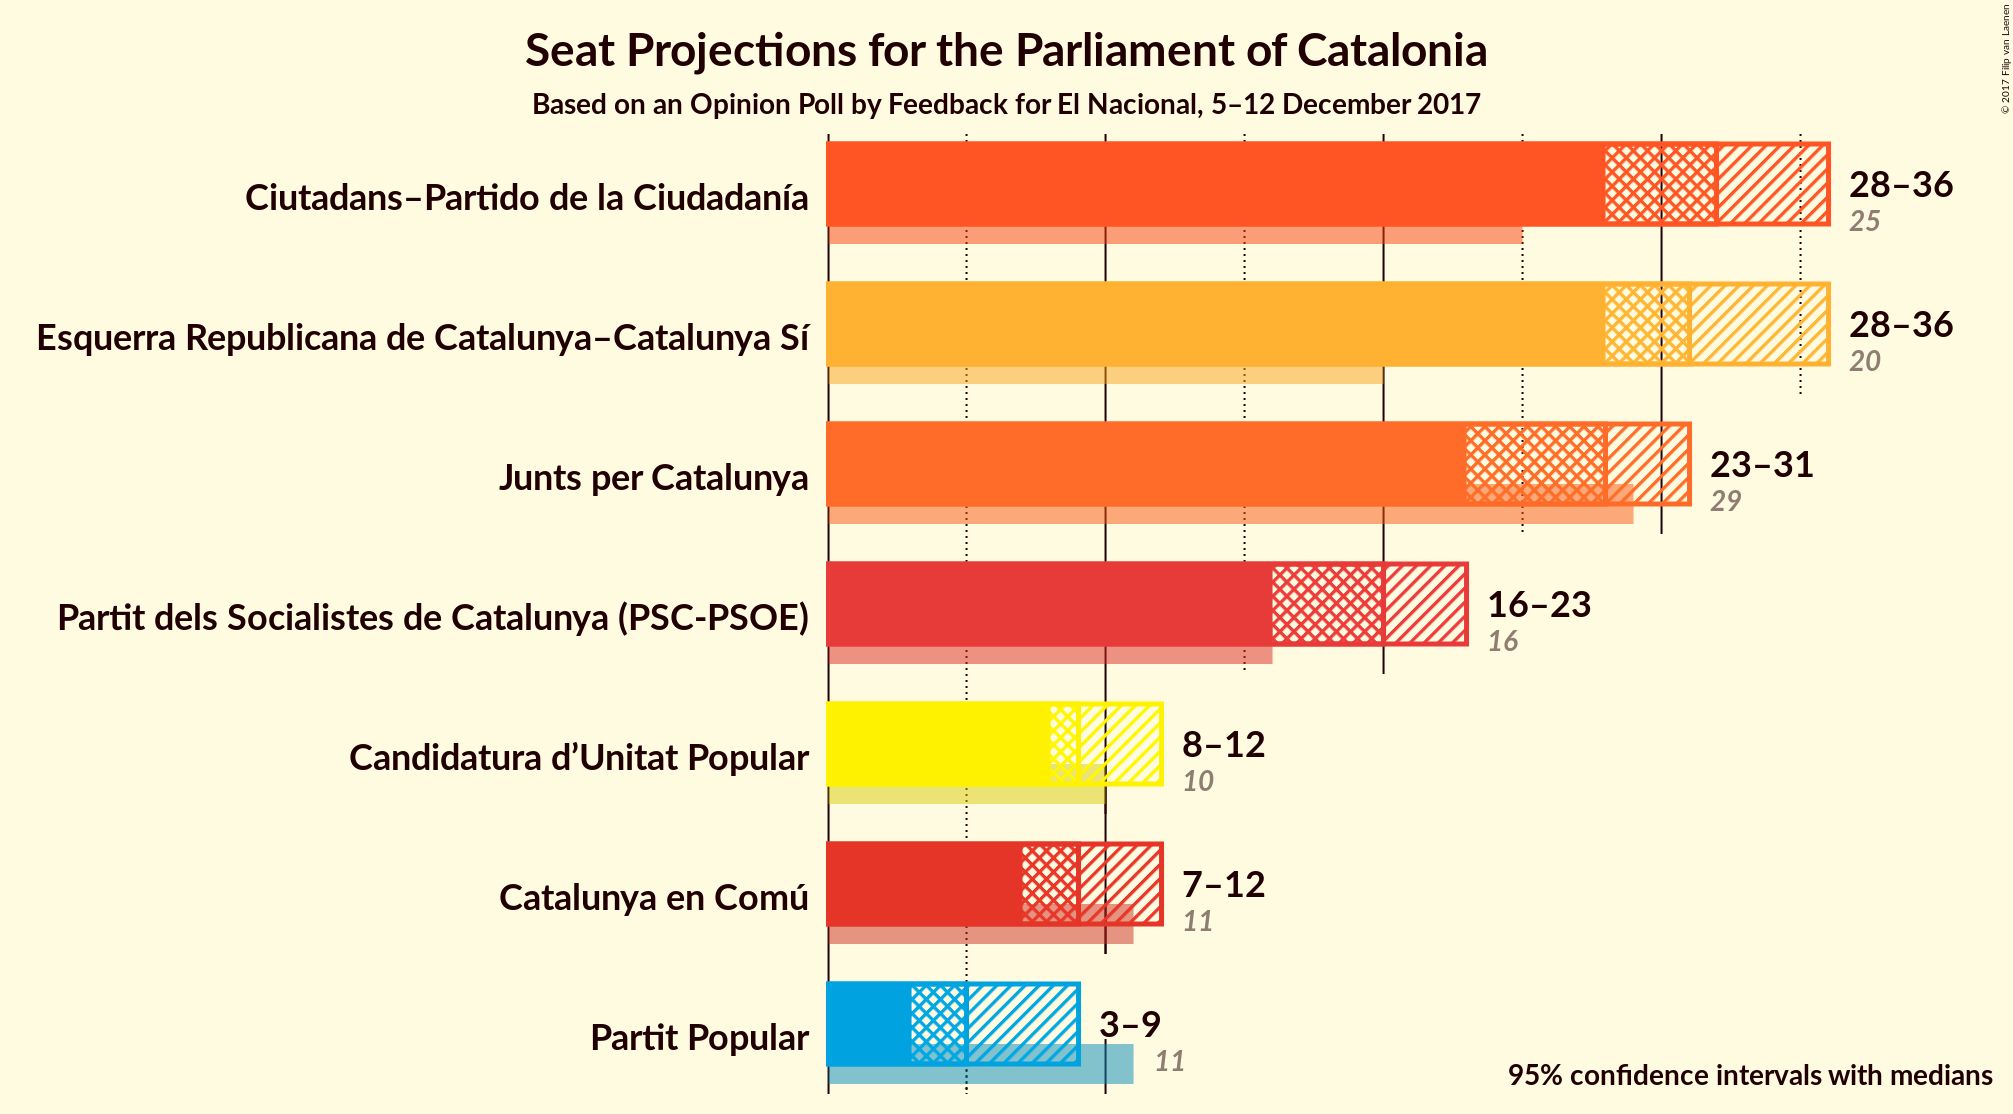 Seat Projections for the Parliament of Catalonia
Based on an Opinion Poll by Feedback for El Nacional, 5–12 December 2017
© 2017 Filip van Laenen
Ciutadans–Partido de la Ciudadanía
28–36
25
Esquerra Republicana de Catalunya–Catalunya Sí
28–36
20
Junts per Catalunya
23–31
29
Partit dels Socialistes de Catalunya (PSC-PSOE)
16–23
16
Candidatura d’Unitat Popular
8–12
10
Catalunya en Comú
7–12
11
Partit Popular
3–9
11
95% confidence intervals with medians